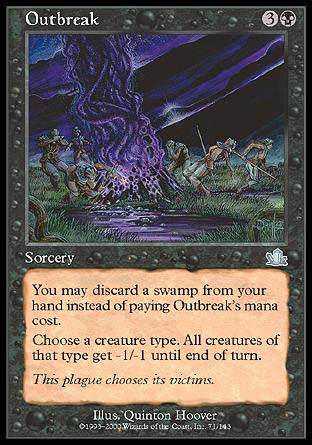 Outbreak 3
Sorcery
You may discard a swamp from your
hand instead of paying Outbreak's mana
cost.
Choose a creature type. All creatures of
that type get -1/-1 until end of turn.
This plague chooses its victims.
Illus. Quinton Hoover
©1993-2000 Wizards of the Coast, Inc. 71/143